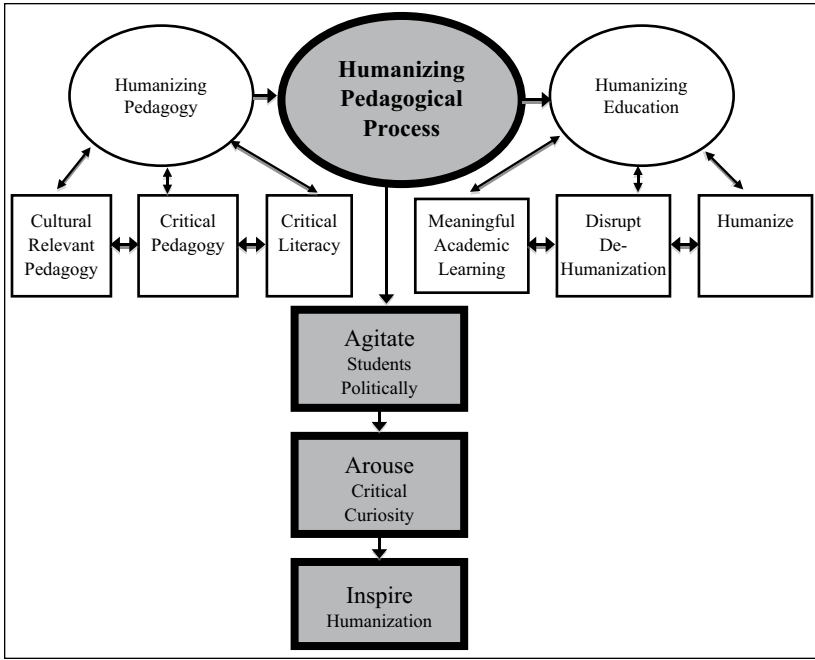 Humanizing
Pedagogy
Humanizing
Pedagogical
Process
Humanizing
Education
Cultural
Relevant
Pedagogy
Critical
Pedagogy
Critical
Literacy
Meaningful
Academic
Learning
Disrupt
De-
Humanization
Humanize
Agitate
Students
Politically
Arouse
Critical
Curiosity
Inspire
Humanization